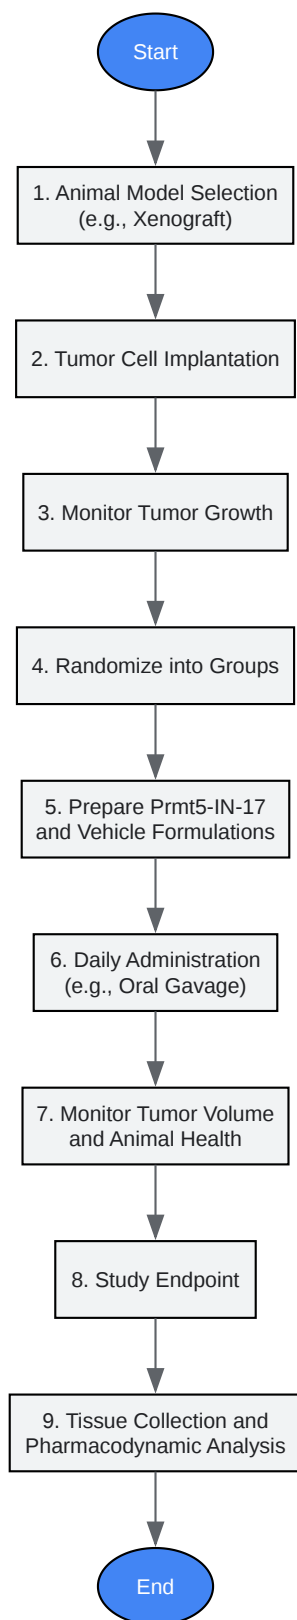 Start
1. Animal Model Selection
(e.g., Xenograft)
2. Tumor Cell Implantation
3. Monitor Tumor Growth
4. Randomize into Groups
5. Prepare Prmt5-IN-17
and Vehicle Formulations
6. Daily Administration
(e.g., Oral Gavage)
7. Monitor Tumor Volume
and Animal Health
8. Study Endpoint
9. Tissue Collection and
Pharmacodynamic Analysis
End